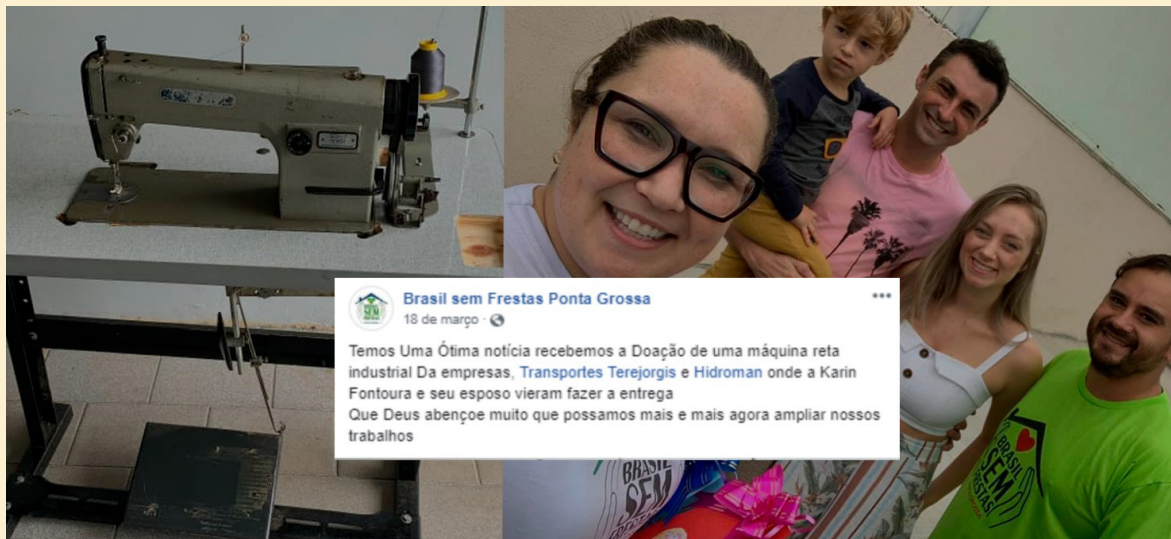 Brasil sem Frestas Ponta Grossa
18 de março
Temos Uma Ótima notícia recebemos a Doação de uma máquina reta
industrial Da empresas, Transportes Terejorgis e Hidroman onde a Karin
Fontoura e seu esposo vieram fazer a entrega
Que Deus abençoe muito que possamos mais e mais agora ampliar nossos
trabalhos
BRASIL
SEM
BRASIL
SEM
FRESTAS